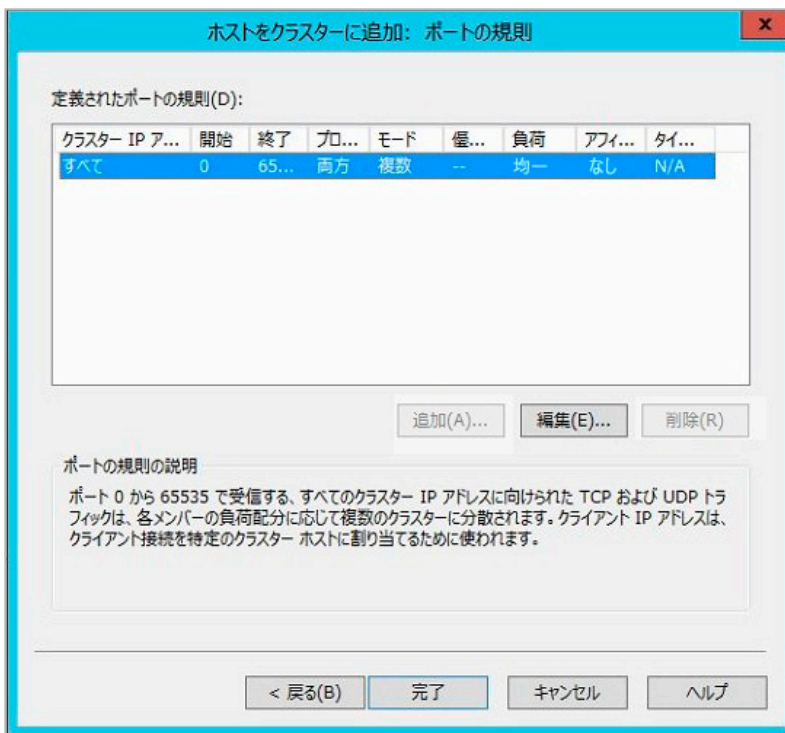 ホストをクラスターに追加: ポートの規則
x
定義されたポートの規則(D):
クラスター IP ア... 開始 終了 プロ... モード 優... 負荷 アフィ... タイ...
すべて 0 65... 両方 複数 -- 均一 なし N/A
追加(A)... 編集(E)... 削除(R)
ポートの規則の説明
ポート 0 から 65535 で受信する、すべてのクラスター IP アドレスに向けられた TCP および UDP トラ
フィックは、各メンバーの負荷配分に応じて複数のクラスターに分散されます。クライアント IP アドレスは、
クライアント接続を特定のクラスター ホストに割り当てるために使われます。
< 戻る(B) 完了 キャンセル ヘルプ